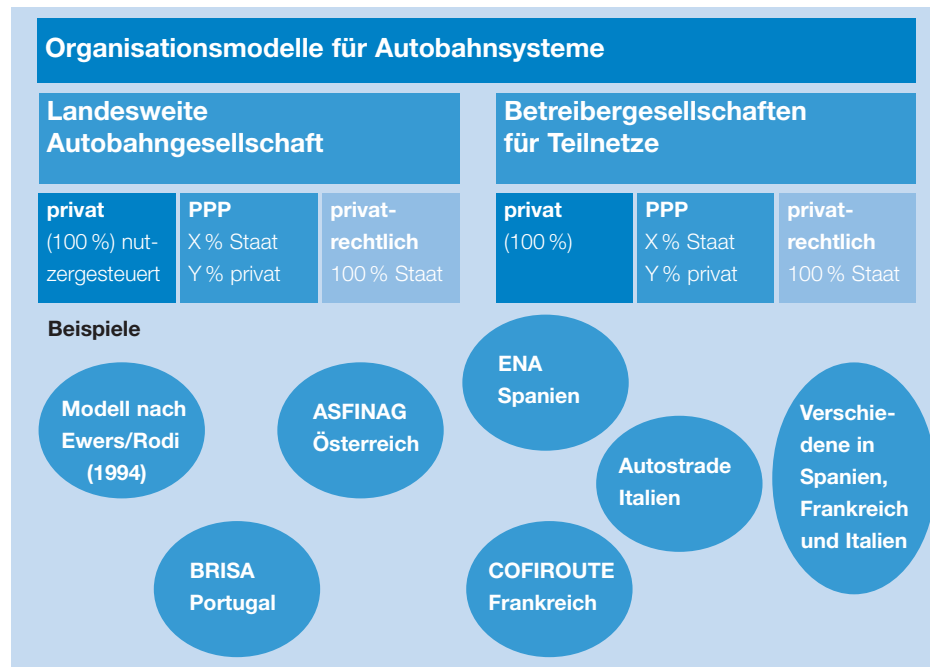 Organisationsmodelle für Autobahnsysteme
Landesweite
Autobahngesellschaft
privat
(100 %) nut-
zergesteuert
PPP
X % Staat
Y % privat
privat-
rechtlich
100 % Staat
Betreibergesellschaften
für Teilnetze
privat
(100 %)
PPP
X % Staat
Y % privat
privat-
rechtlich
100 % Staat
Beispiele
Modell nach
Ewers/Rodi
(1994)
ASFINAG
Österreich
BRISA
Portugal
ENA
Spanien
Autostrade
Italien
COFIROUTE
Frankreich
Verschie-
dene in
Spanien,
Frankreich
und Italien